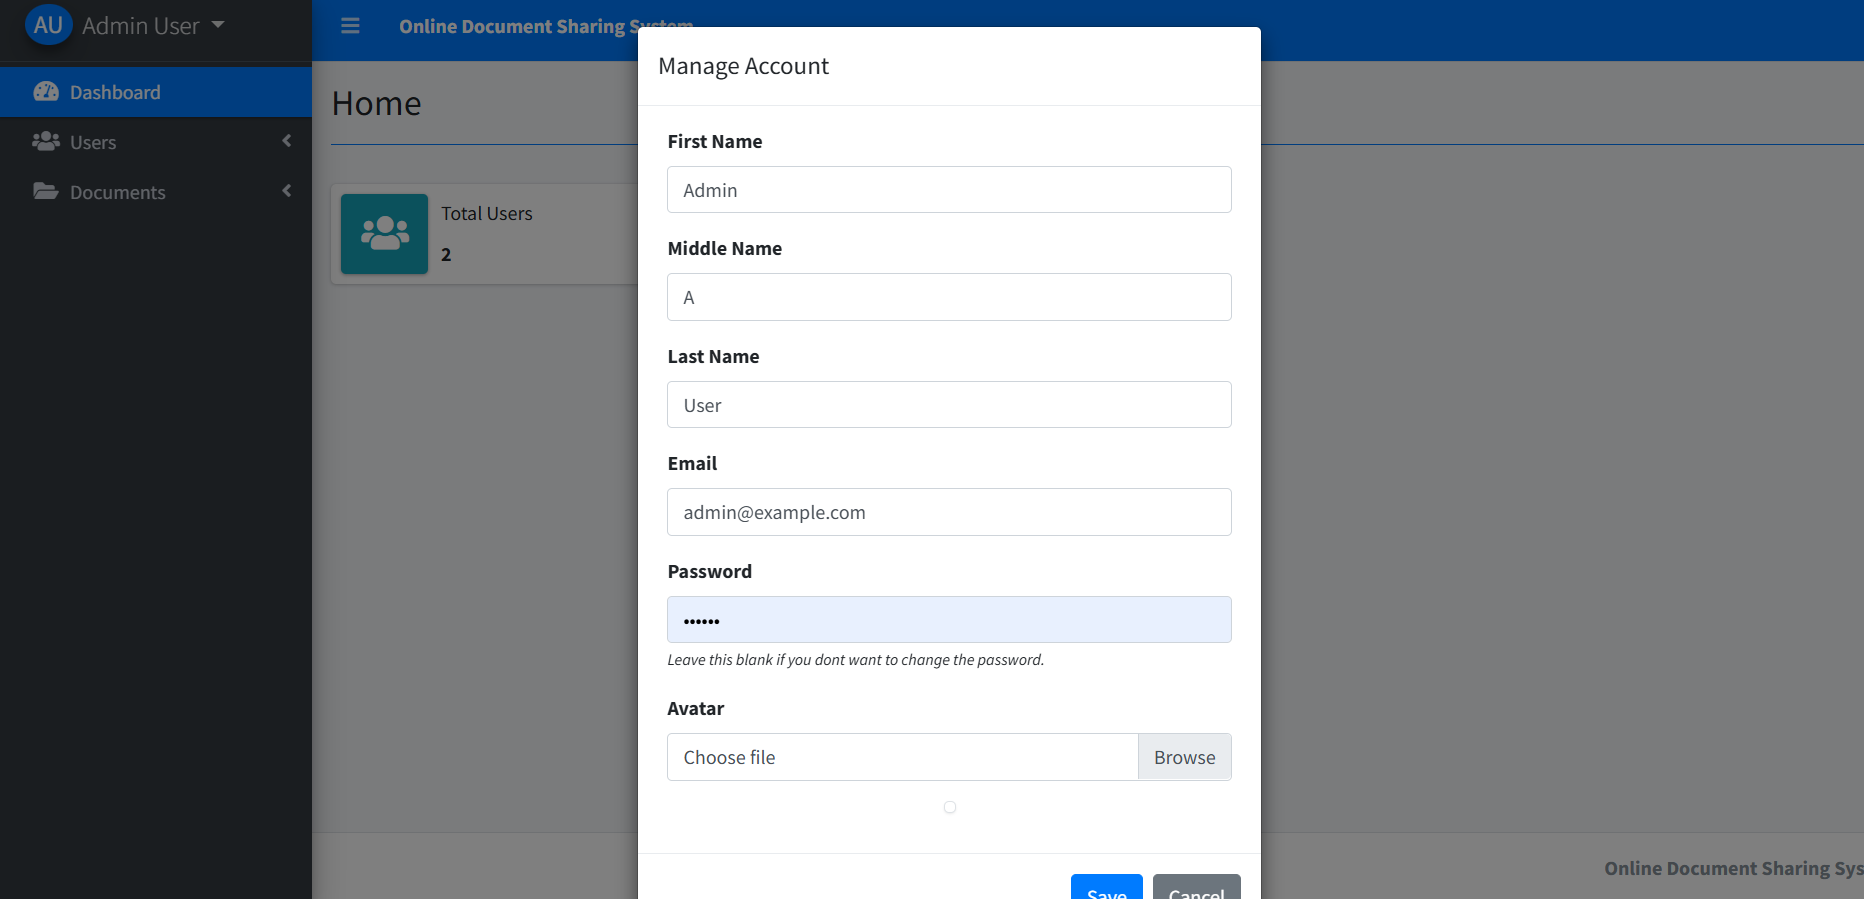 AU Admin User
Online Document Sharing System
Dashboard
Users
Documents
Home
Total Users
2
Manage Account
First Name
Admin
Middle Name
A
Last Name
User
Email
admin@example.com
Password
••••••
Leave this blank if you dont want to change the password.
Avatar
Choose file Browse
Save Cancel
Online Document Sharing Sys